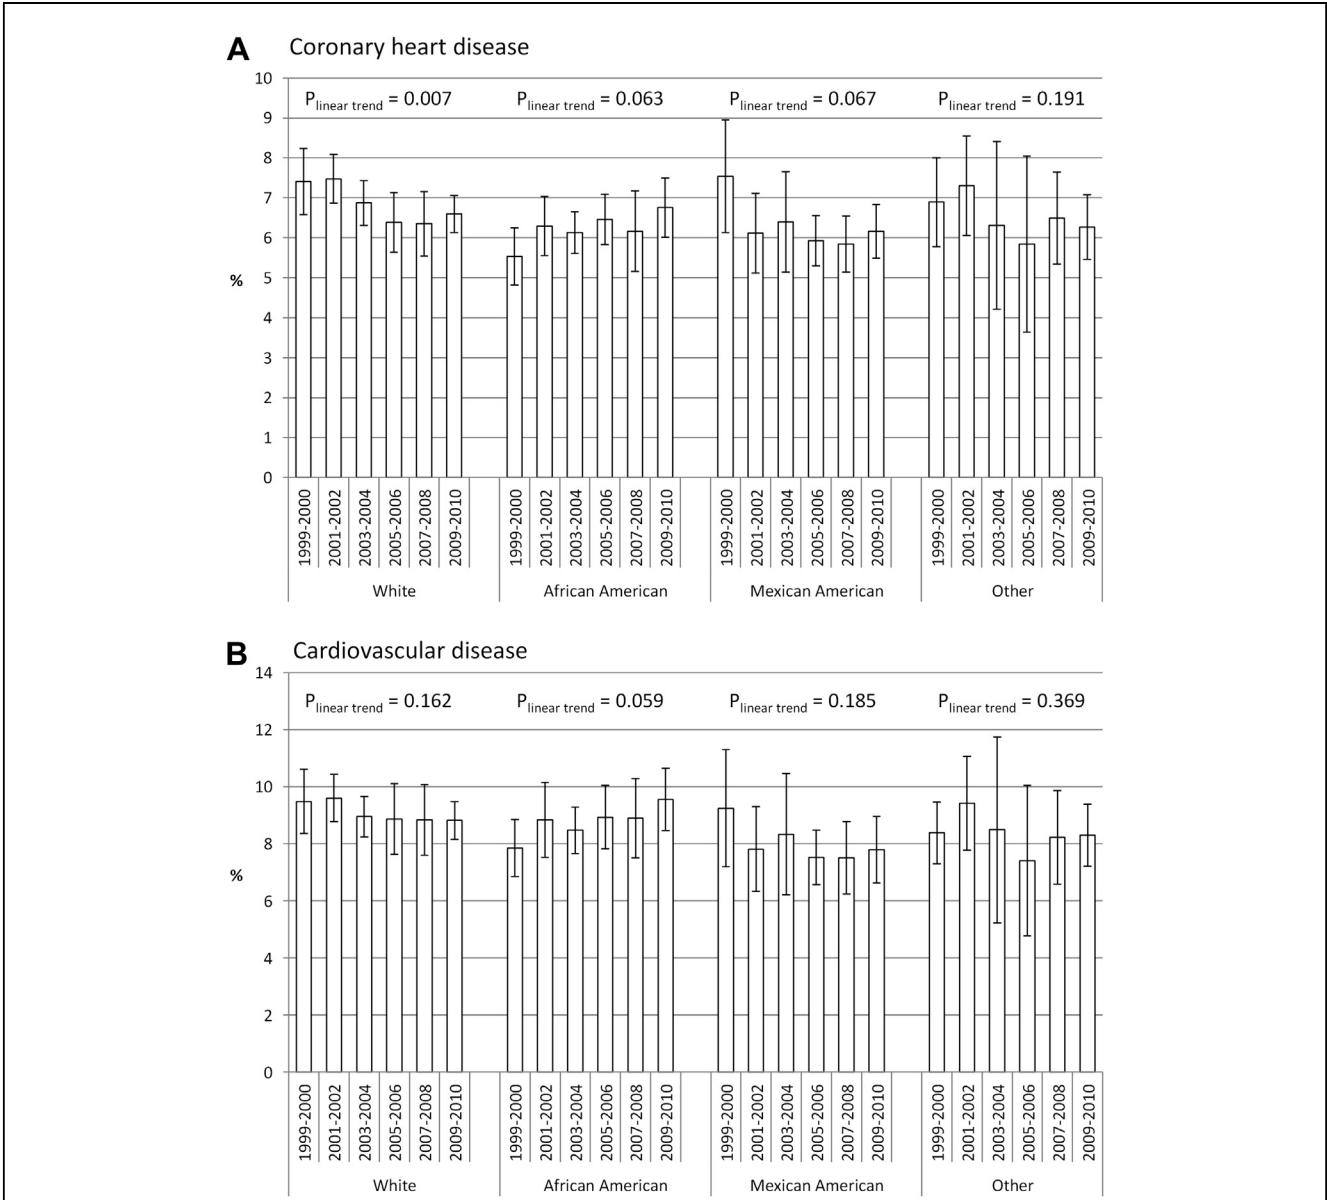 A Coronary heart disease
10
P linear trend = 0.007 P linear trend = 0.063 P linear trend = 0.067 P linear trend = 0.191
9
8
7
6
5
%
4
3
2
1
0
1999-2000 2001-2002 2003-2004 2005-2006 2007-2008 2009-2010 1999-2000 2001-2002 2003-2004 2005-2006 2007-2008 2009-2010 1999-2000 2001-2002 2003-2004 2005-2006 2007-2008 2009-2010 1999-2000 2001-2002 2003-2004 2005-2006 2007-2008 2009-2010
White African American Mexican American Other
B Cardiovascular disease
14
P linear trend = 0.162 P linear trend = 0.059 P linear trend = 0.185 P linear trend = 0.369
12
10
8
%
6
4
2
0
1999-2000 2001-2002 2003-2004 2005-2006 2007-2008 2009-2010 1999-2000 2001-2002 2003-2004 2005-2006 2007-2008 2009-2010 1999-2000 2001-2002 2003-2004 2005-2006 2007-2008 2009-2010 1999-2000 2001-2002 2003-2004 2005-2006 2007-2008 2009-2010
White African American Mexican American Other